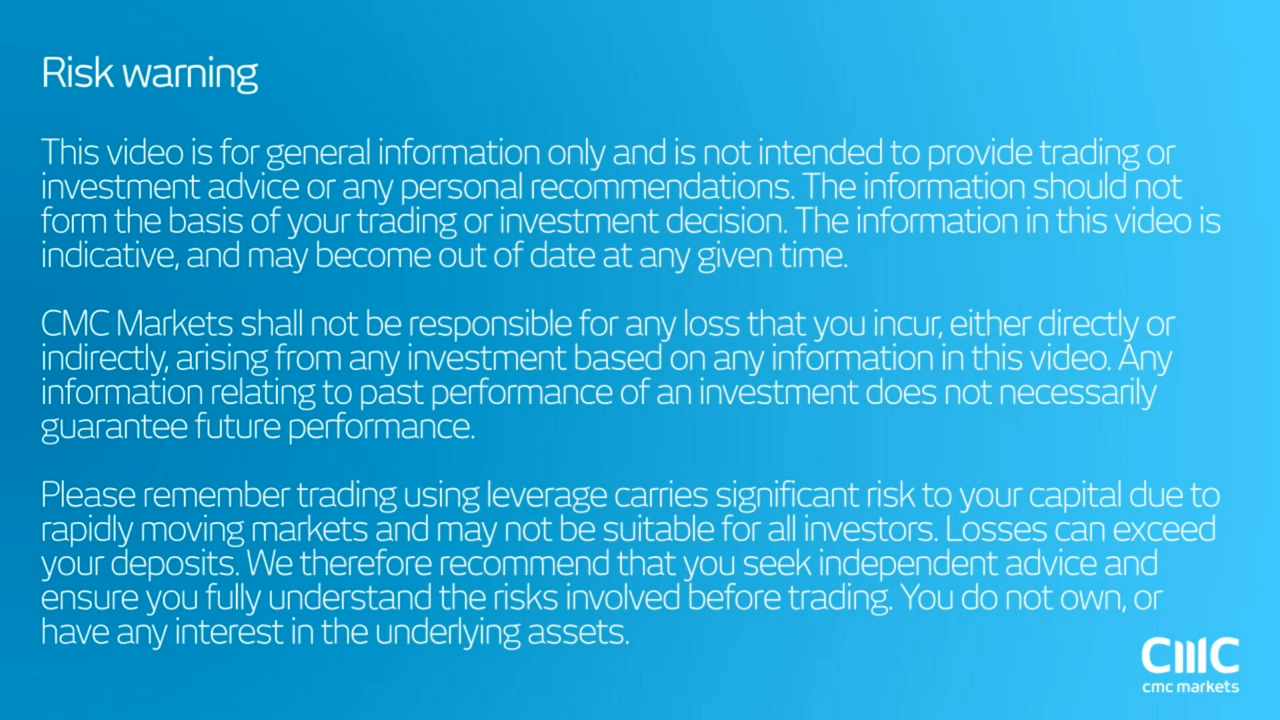 Risk warning
This video is for general information only and is not intended to provide trading or
investment advice or any personal recommendations. The information should not
form the basis of your trading or investment decision. The information in this video is
indicative, and may become out of date at any given time.
CMC Markets shall not be responsible for any loss that you incur, either directly or
indirectly, arising from any investment based on any information in this video. Any
information relating to past performance of an investment does not necessarily
guarantee future performance.
Please remember trading using leverage carries significant risk to your capital due to
rapidly moving markets and may not be suitable for all investors. Losses can exceed
your deposits. We therefore recommend that you seek independent advice and
ensure you fully understand the risks involved before trading. You do not own, or
have any interest in the underlying assets.
CMC
cmc markets